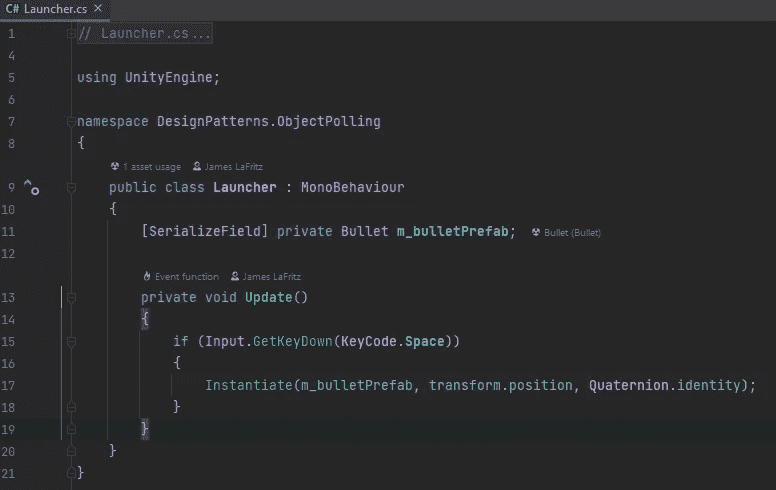 C# Launcher.cs ×
1 // Launcher.cs...
4
5 using UnityEngine;
6
7 namespace DesignPatterns.ObjectPolling
8 {
1 asset usage James LaFritz
9 public class Launcher : MonoBehaviour
10 {
11 [SerializeField] private Bullet m_bulletPrefab; Bullet (Bullet)
12
Event function James LaFritz
13 private void Update()
14 {
15 if (Input.GetKeyDown(KeyCode.Space))
16 {
17 Instantiate(m_bulletPrefab, transform.position, Quaternion.identity);
18 }
19 }
20 }
21 }